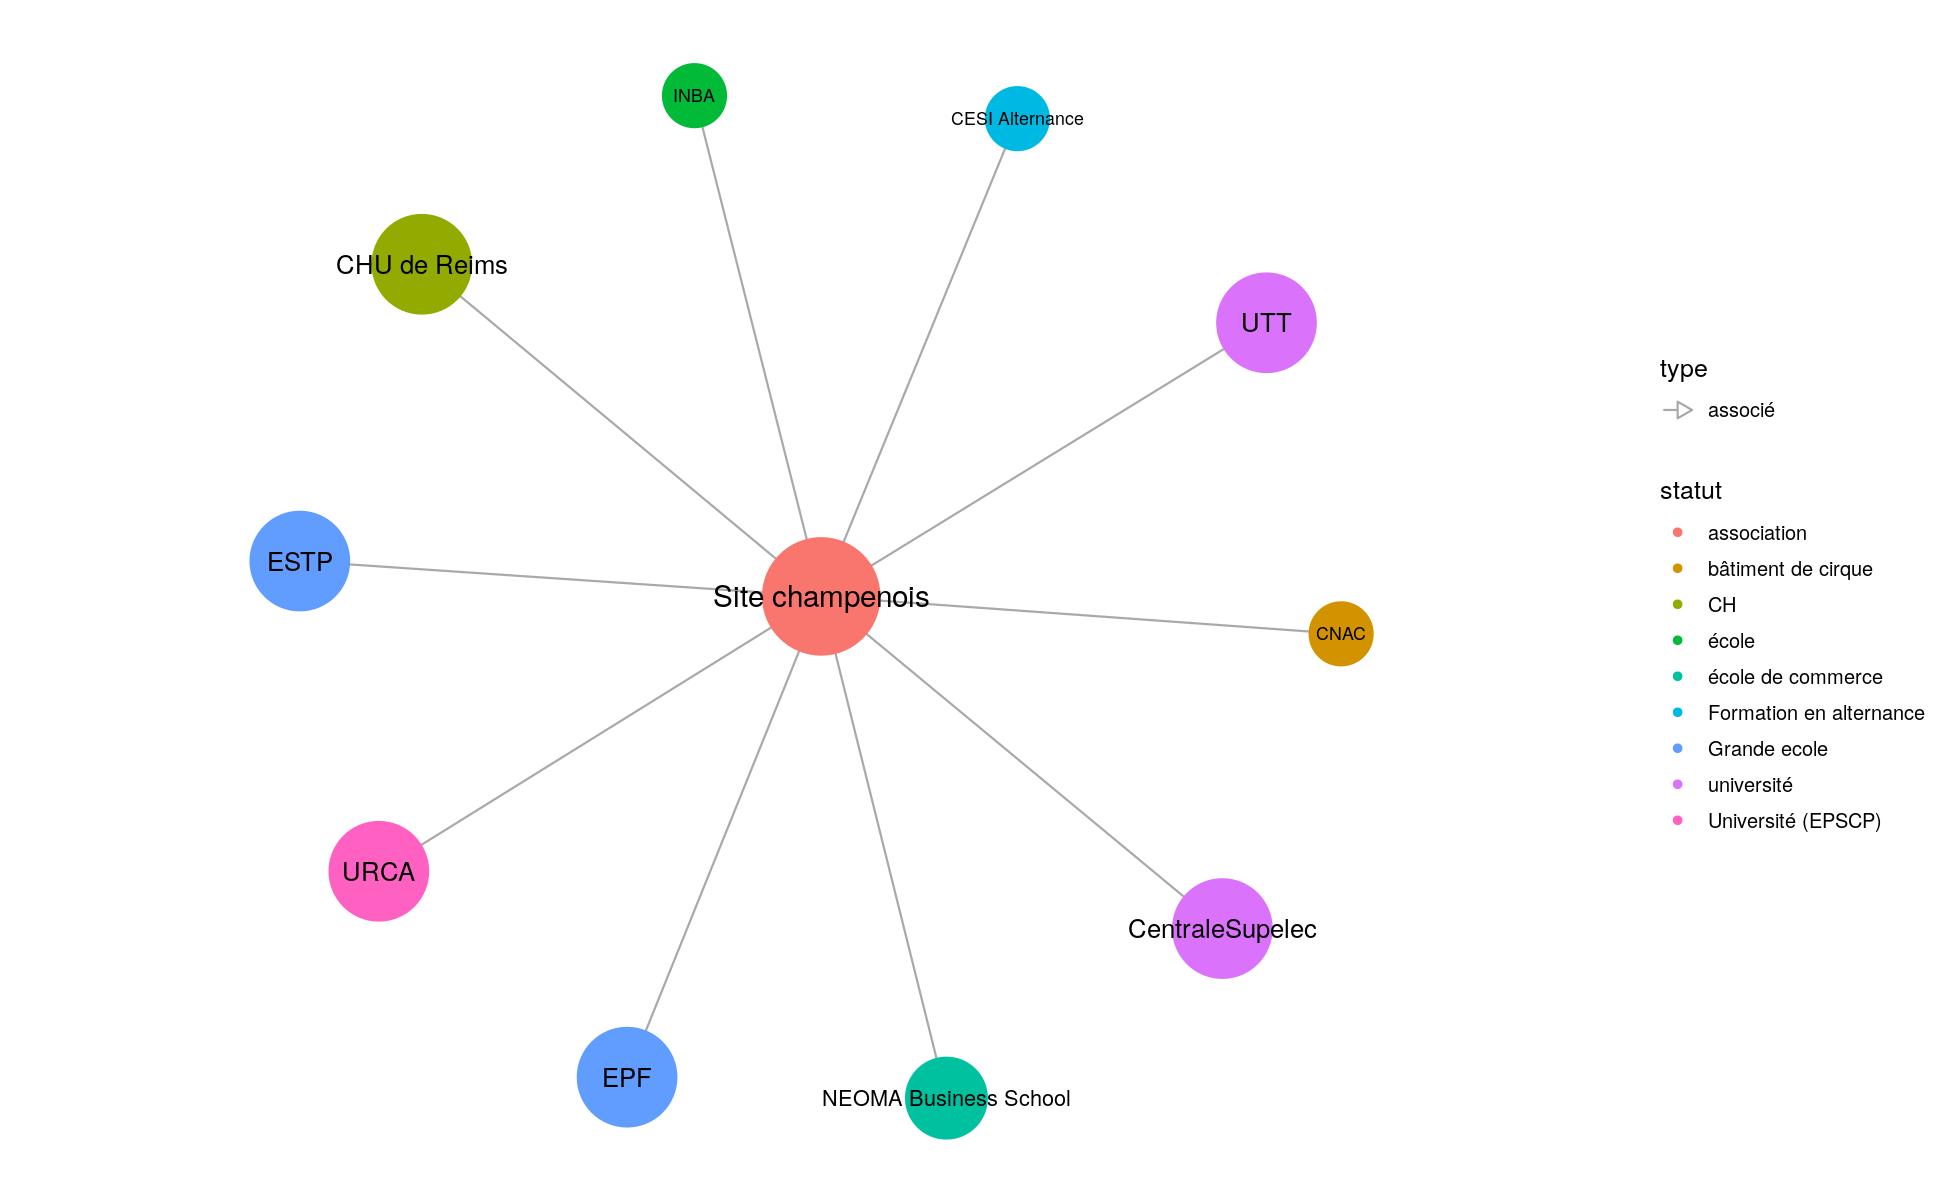 INBA
CESI Alternance
CHU de Reims
UTT
ESTP
Site champenois
CNAC
URCA
CentraleSupelec
EPF
NEOMA Business School
type
associé
statut
association
bâtiment de cirque
CH
école
école de commerce
Formation en alternance
Grande ecole
université
Université (EPSCP)